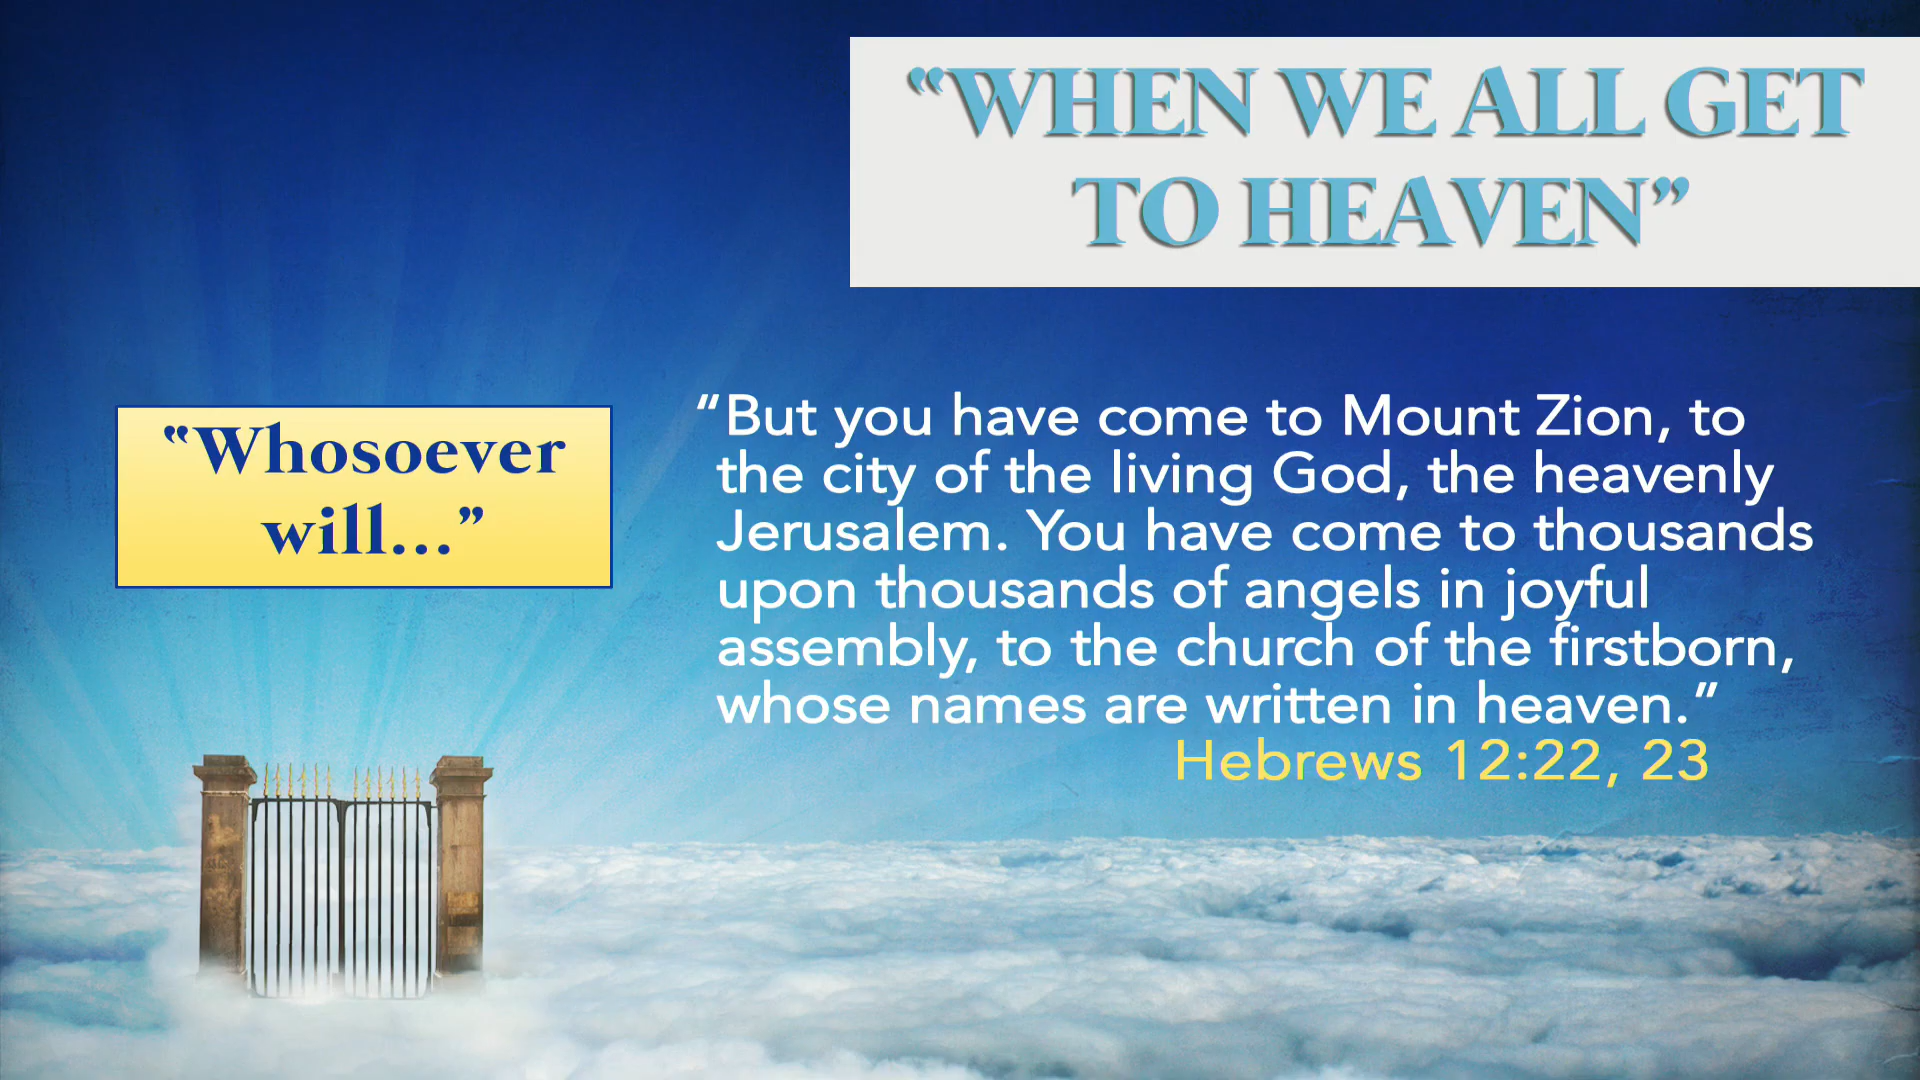 “WHEN WE ALL GET
TO HEAVEN”
“Whosoever
will…”
“But you have come to Mount Zion, to
the city of the living God, the heavenly
Jerusalem. You have come to thousands
upon thousands of angels in joyful
assembly, to the church of the firstborn,
whose names are written in heaven.”
Hebrews 12:22, 23